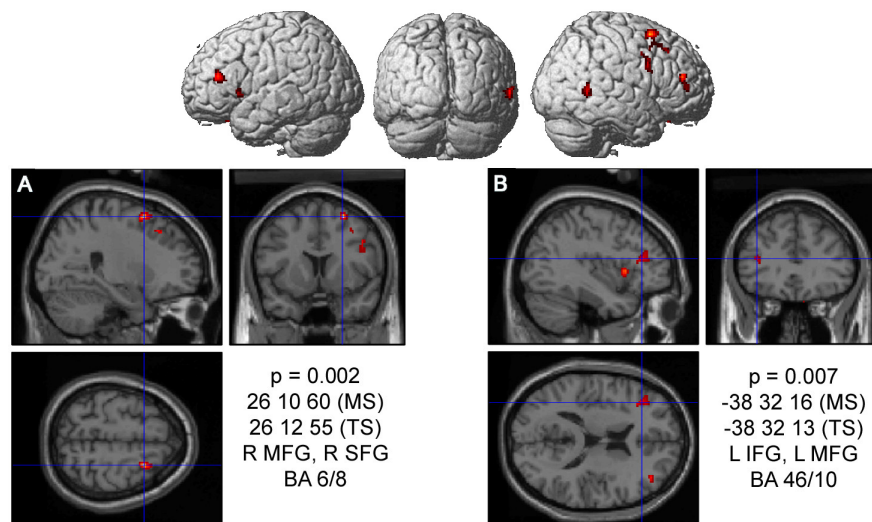 A
B
p = 0.002
26 10 60 (MS)
26 12 55 (TS)
R MFG, R SFG
BA 6/8
p = 0.007
-38 32 16 (MS)
-38 32 13 (TS)
L IFG, L MFG
BA 46/10